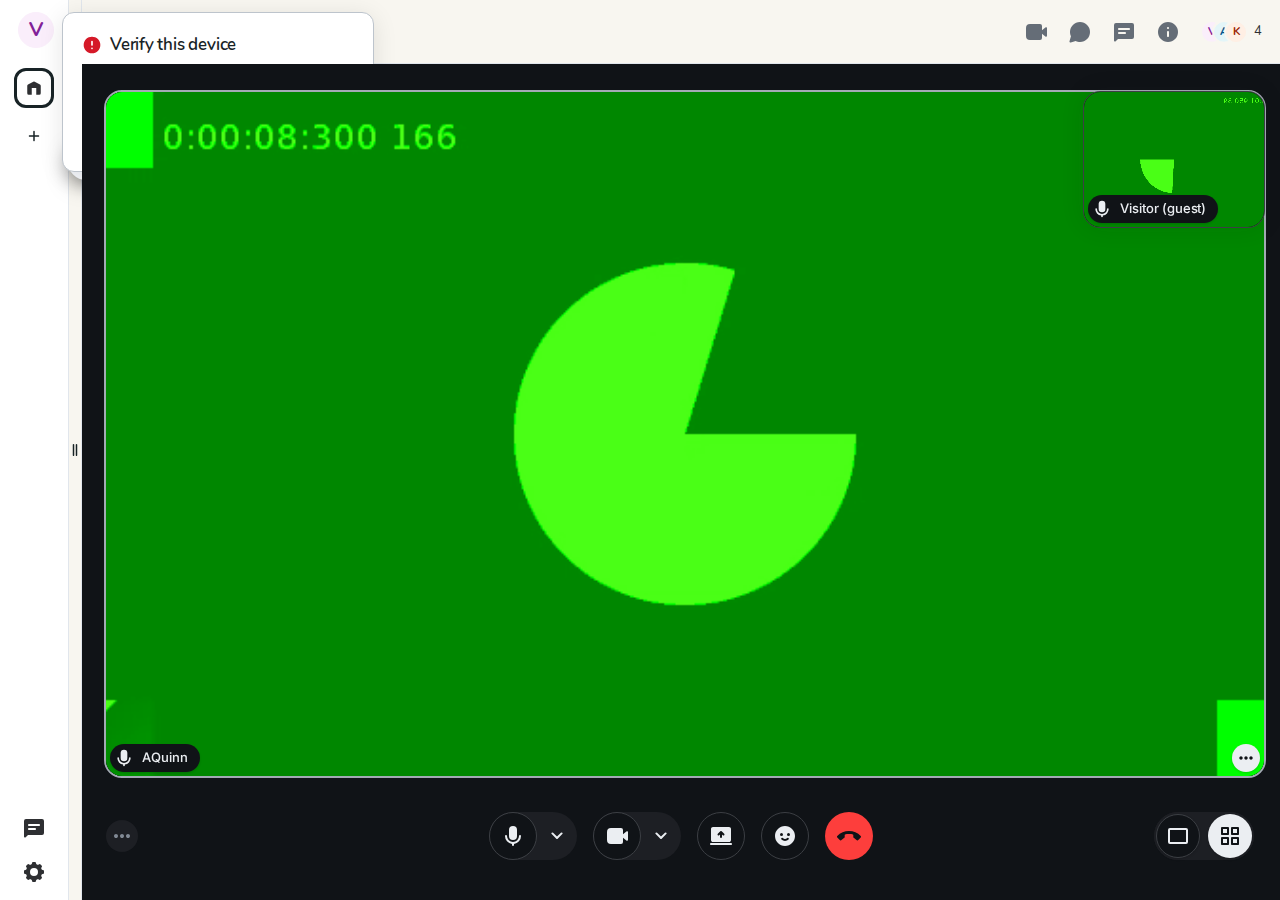 V
Verify this device
V A K 4
0:00:08:300 166
Visitor (guest)
AQuinn